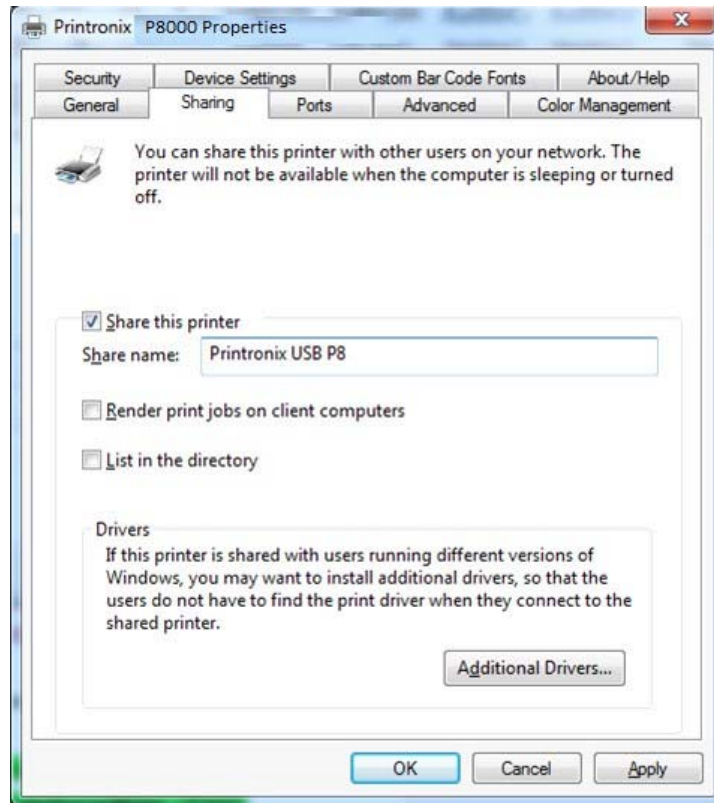 Printronix P8000 Properties
Security Device Settings Custom Bar Code Fonts About/Help
General Sharing Ports Advanced Color Management
You can share this printer with other users on your network. The
printer will not be available when the computer is sleeping or turned
off.
Share this printer
Share name: Printronix USB P8
Render print jobs on client computers
List in the directory
Drivers
If this printer is shared with users running different versions of
Windows, you may want to install additional drivers, so that the
users do not have to find the print driver when they connect to the
shared printer.
Additional Drivers...
OK Cancel Apply